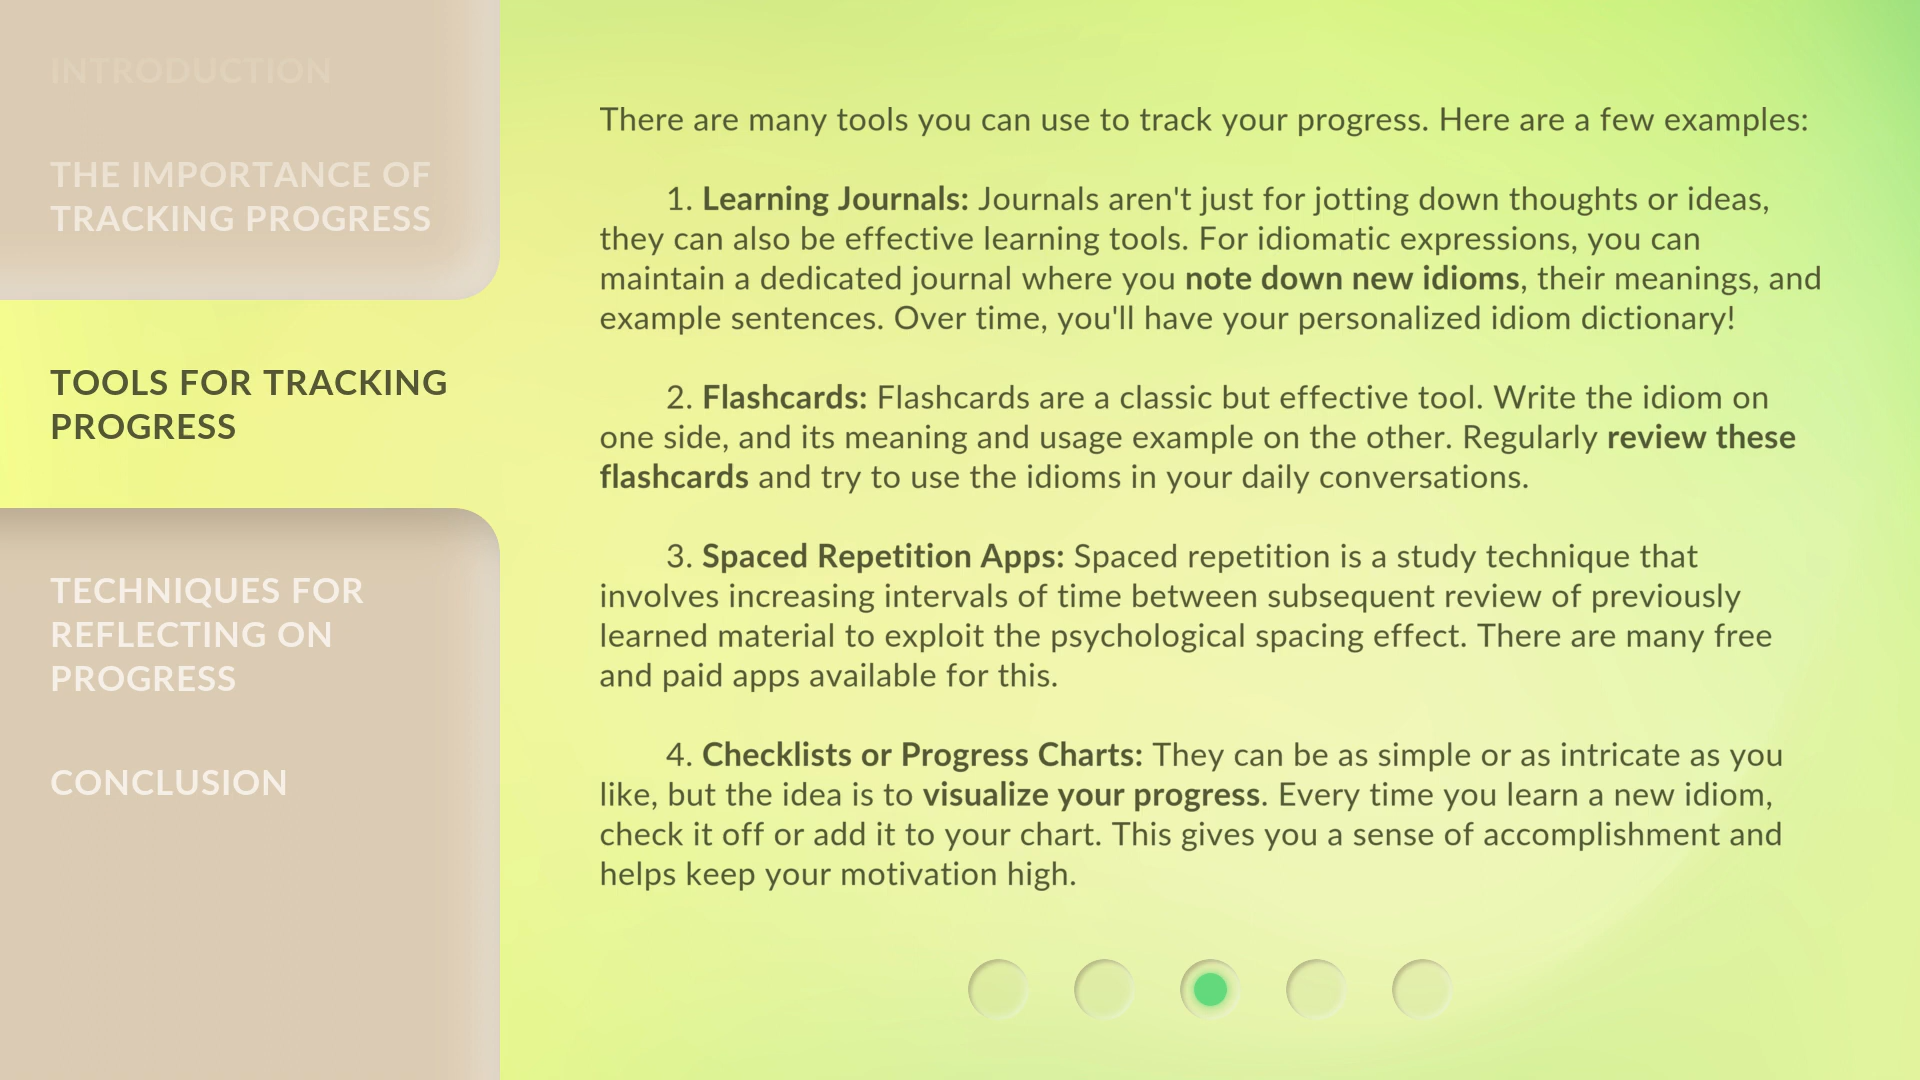 INTRODUCTION
THE IMPORTANCE OF
TRACKING PROGRESS
TOOLS FOR TRACKING
PROGRESS
TECHNIQUES FOR
REFLECTING ON
PROGRESS
CONCLUSION
There are many tools you can use to track your progress. Here are a few examples:
1. Learning Journals: Journals aren't just for jotting down thoughts or ideas,
they can also be effective learning tools. For idiomatic expressions, you can
maintain a dedicated journal where you note down new idioms, their meanings, and
example sentences. Over time, you'll have your personalized idiom dictionary!
2. Flashcards: Flashcards are a classic but effective tool. Write the idiom on
one side, and its meaning and usage example on the other. Regularly review these
flashcards and try to use the idioms in your daily conversations.
3. Spaced Repetition Apps: Spaced repetition is a study technique that
involves increasing intervals of time between subsequent review of previously
learned material to exploit the psychological spacing effect. There are many free
and paid apps available for this.
4. Checklists or Progress Charts: They can be as simple or as intricate as you
like, but the idea is to visualize your progress. Every time you learn a new idiom,
check it off or add it to your chart. This gives you a sense of accomplishment and
helps keep your motivation high.